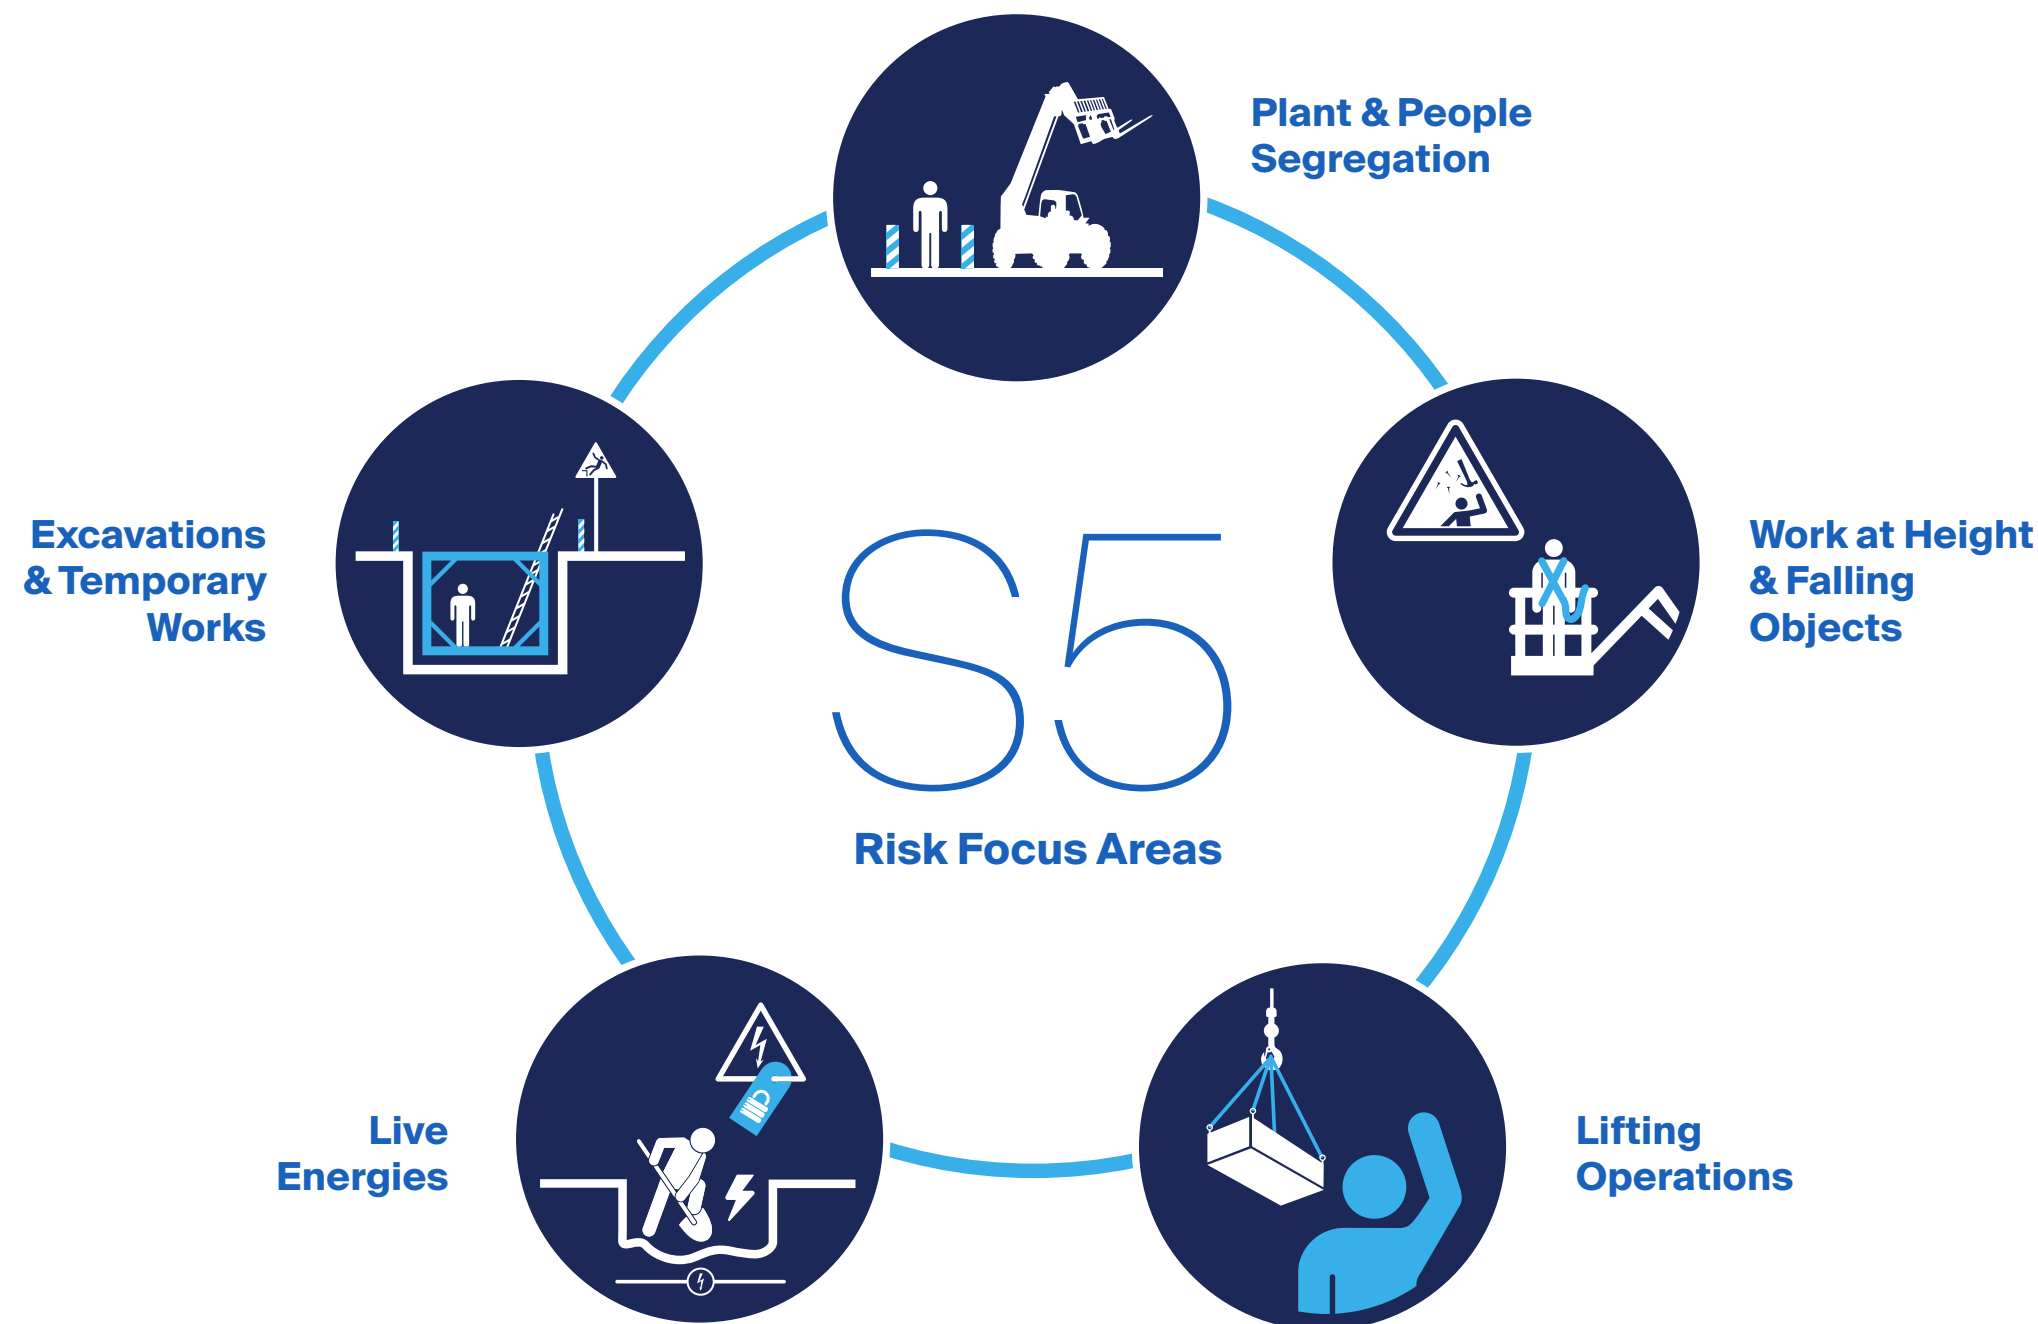 Plant & People
Segregation
Work at Height
& Falling
Objects
Lifting
Operations
Live
Energies
Excavations
& Temporary
Works
S5
Risk Focus Areas